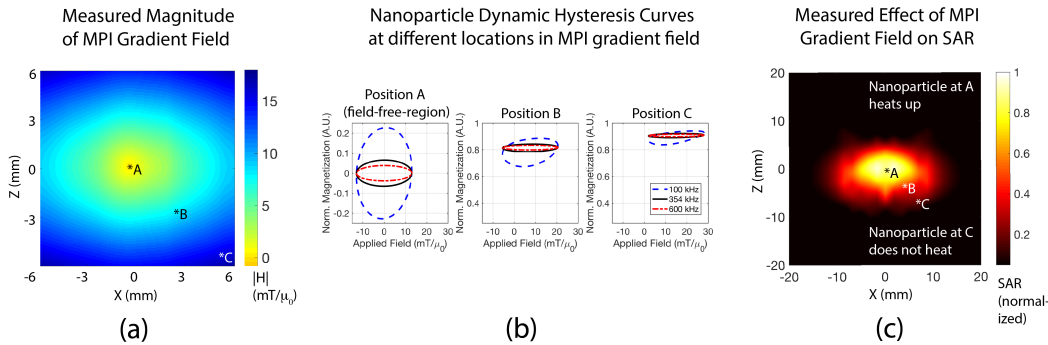 Measured Magnitude
of MPI Gradient Field
6
3
0
-3
-6
-6
-3
0
3
6
Z (mm)
X (mm)
*A
*B
*C
15
10
5
0
|H|
(mT/μ₀)
(a)
Nanoparticle Dynamic Hysteresis Curves
at different locations in MPI gradient field
Position A
(field-free-region)
Norm. Magnetization (A.U.)
0.2
0.1
0
-0.1
-0.2
-30 -20 -10 0 10 20 30
Applied Field (mT/μ₀)
Position B
Norm. Magnetization (A.U.)
1
0.8
0.6
0.4
-30 -20 -10 0 10 20 30
Applied Field (mT/μ₀)
Position C
Norm. Magnetization (A.U.)
1
0.8
0.6
0.4
100 kHz
354 kHz
600 kHz
-30 -20 -10 0 10 20 30
Applied Field (mT/μ₀)
(b)
Measured Effect of MPI
Gradient Field on SAR
20
10
0
-10
-20
-20
-10
0
10
20
Z (mm)
X (mm)
Nanoparticle at A
heats up
*A
*B
*C
Nanoparticle at C
does not heat
1
0.8
0.6
0.4
0.2
SAR
(normal-
ized)
(c)